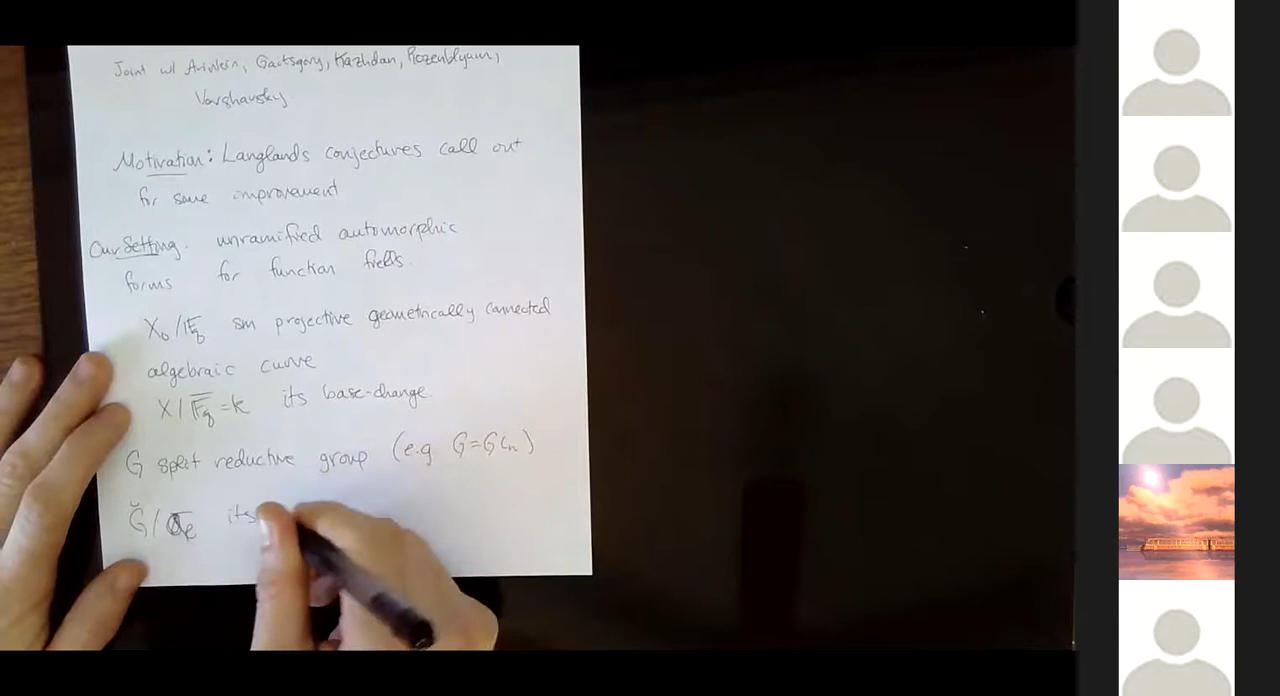 Joint w/ Arinkin, Gaitsgory, Kazhdan, Rozenblyum,
Varshavsky.
Motivation: Langlands conjectures call out
for some improvement
Our Setting. unramified automorphic
forms for function fields.
X₀/𝔽_q sm projective geometrically connected
algebraic curve
X/\overline{𝔽_q}=k its base-change.
G split reductive group (e.g G=GLn)
Ǧ/ its